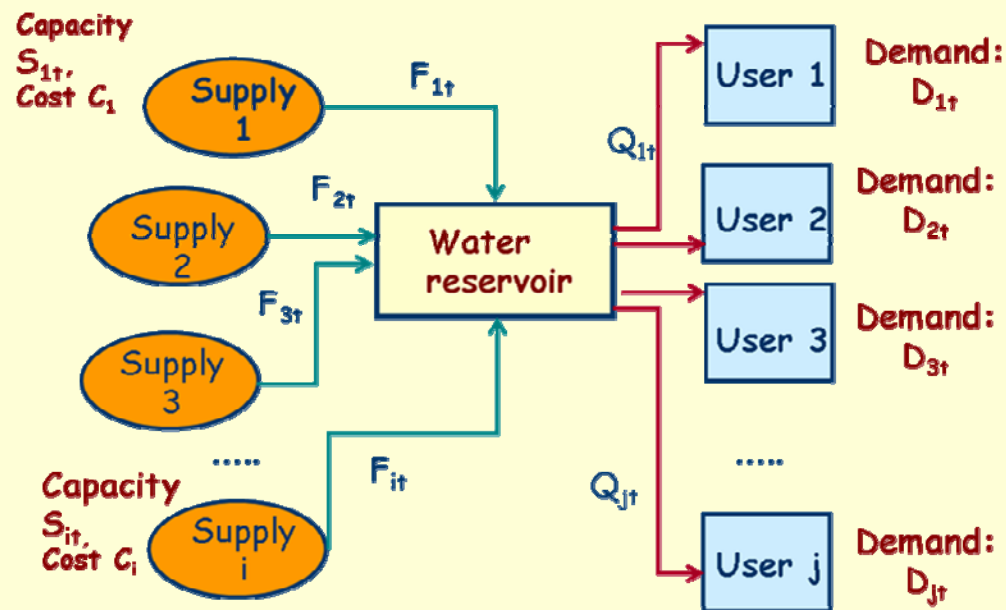 Capacity
S₁ₜ,
Cost C₁
Supply
1
F₁ₜ
Supply
2
F₂ₜ
Supply
3
F₃ₜ
.....
Capacity
Sᵢₜ,
Cost Cᵢ
Supply
i
Fᵢₜ
Water
reservoir
Q₁ₜ
Qⱼₜ
User 1
Demand:
D₁ₜ
User 2
Demand:
D₂ₜ
User 3
Demand:
D₃ₜ
.....
User j
Demand:
Dⱼₜ